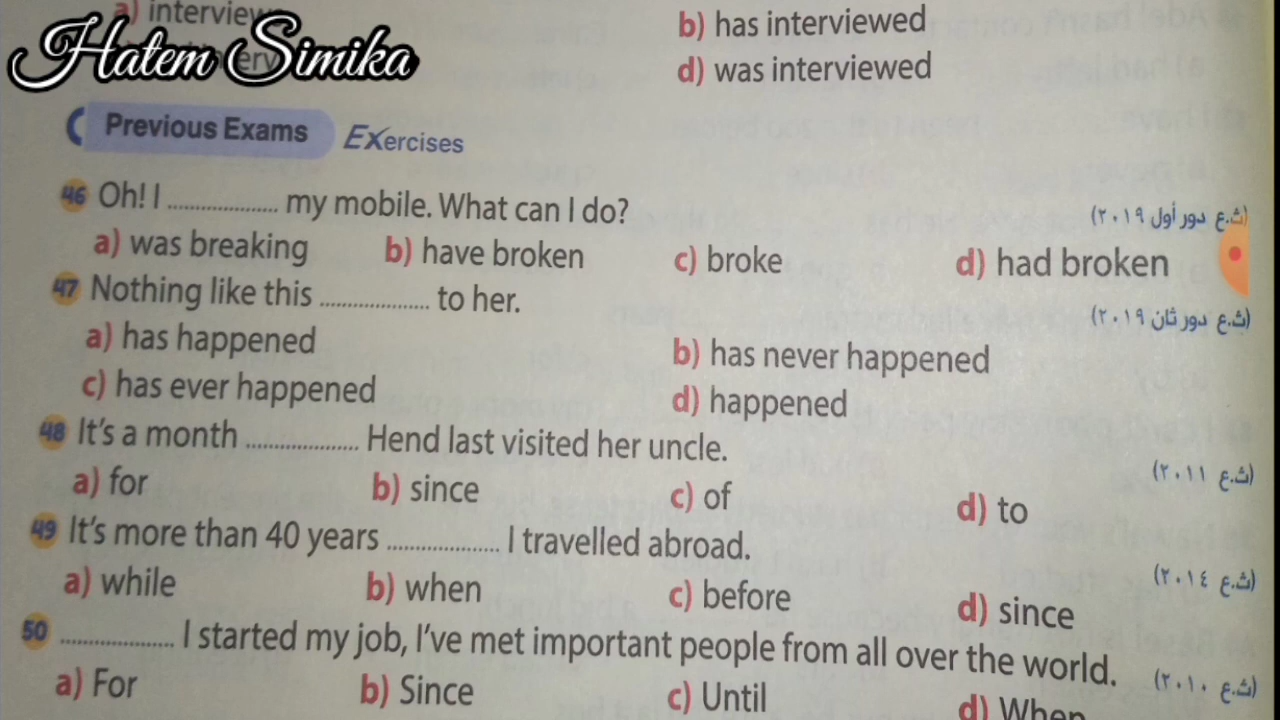 a) interview
b) has interviewed
Hatem Simika
d) was interviewed
Previous Exams EXercises
46 Oh! I .................... my mobile. What can I do?
(ث.ع دور أول ٢٠١٩)
a) was breaking b) have broken c) broke d) had broken
47 Nothing like this .................... to her.
(ث.ع دور ثان ٢٠١٩)
a) has happened b) has never happened
c) has ever happened d) happened
48 It's a month .................... Hend last visited her uncle.
(ث.ع ٢٠١١)
a) for b) since c) of d) to
49 It's more than 40 years .................... I travelled abroad.
(ث.ع ٢٠١٤)
a) while b) when c) before d) since
50 .................... I started my job, I've met important people from all over the world.
(ث.ع ٢٠١٠)
a) For b) Since c) Until d) When